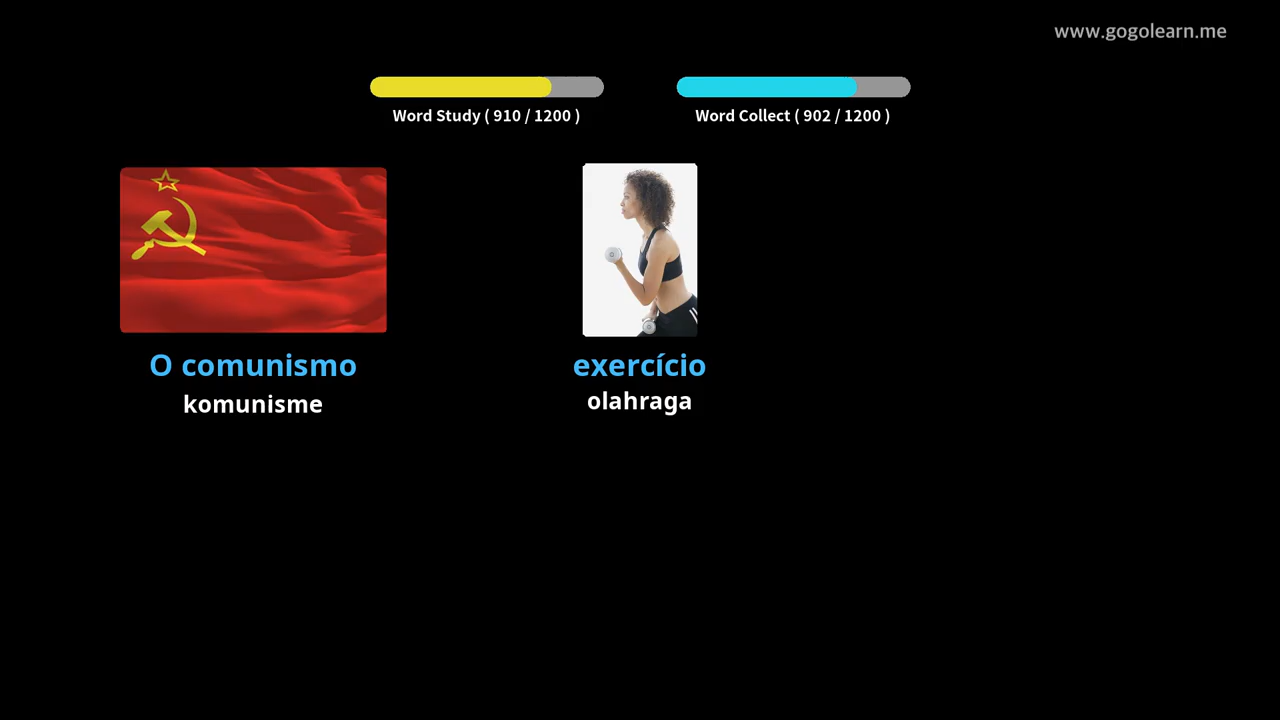 www.gogolearn.me
Word Study ( 910 / 1200 )
Word Collect ( 902 / 1200 )
O comunismo
komunisme
exercício
olahraga